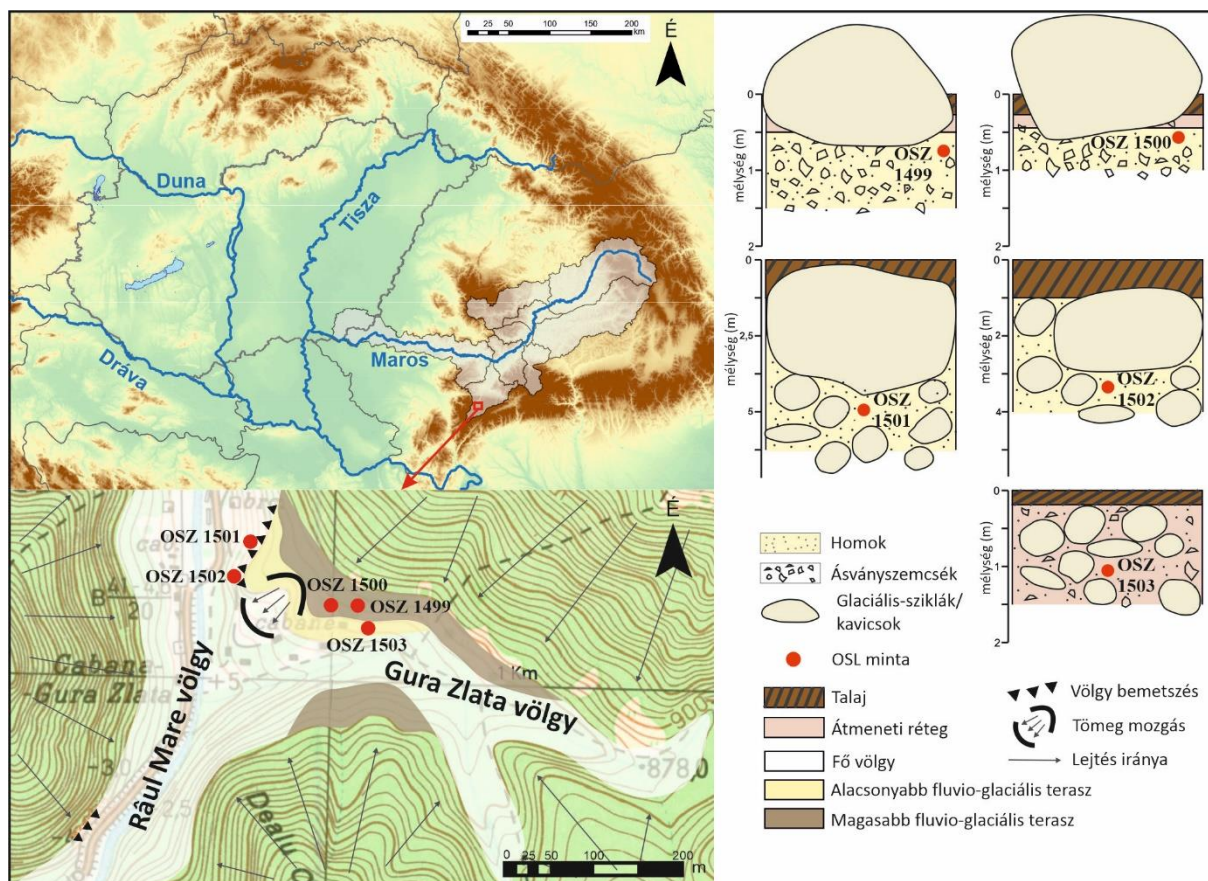 0 25 50 100 150 200
km
É
Duna
Tisza
Maros
Dráva
É
OSZ 1501
OSZ 1502
OSZ 1500
OSZ 1499
OSZ 1503
20
Cabana
Gura Zlata
+5
1 Km
Gura Zlata völgy
Râul Mare völgy
900
878,0
Dealu
0 25 50 100 150 200
m
mélység (m)
0
1
2
OSZ
1499
mélység (m)
0
1
2
OSZ 1500
mélység (m)
0
2,5
5
OSZ
1501
mélység (m)
0
2
4
OSZ
1502
mélység (m)
0
1
2
OSZ
1503
Homok
Ásványszemcsék
Glaciális-sziklák/
kavicsok
OSL minta
Talaj
Átmeneti réteg
Fő völgy
Alacsonyabb fluvio-glaciális terasz
Magasabb fluvio-glaciális terasz
Völgy bemetszés
Tömeg mozgás
Lejtés iránya